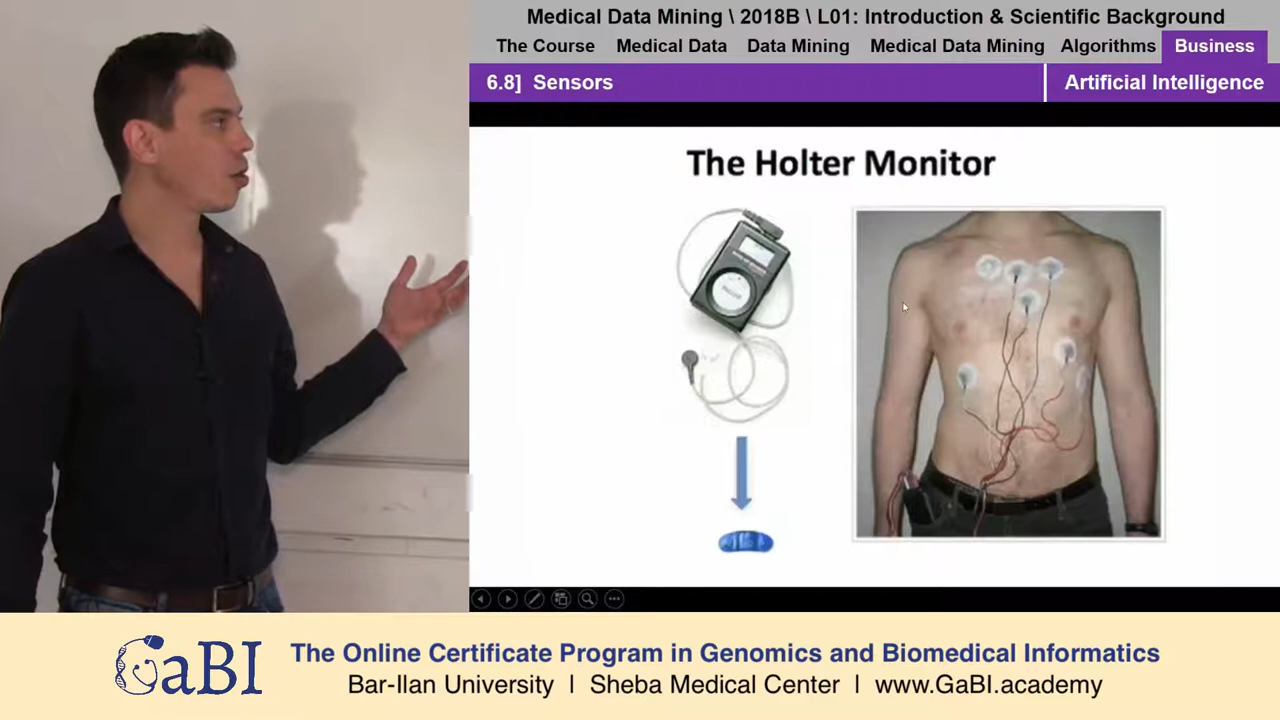 Medical Data Mining \ 2018B \ L01: Introduction & Scientific Background
The Course Medical Data Data Mining Medical Data Mining Algorithms Business
6.8] Sensors Artificial Intelligence
The Holter Monitor
GaBI
The Online Certificate Program in Genomics and Biomedical Informatics
Bar-Ilan University | Sheba Medical Center | www.GaBI.academy